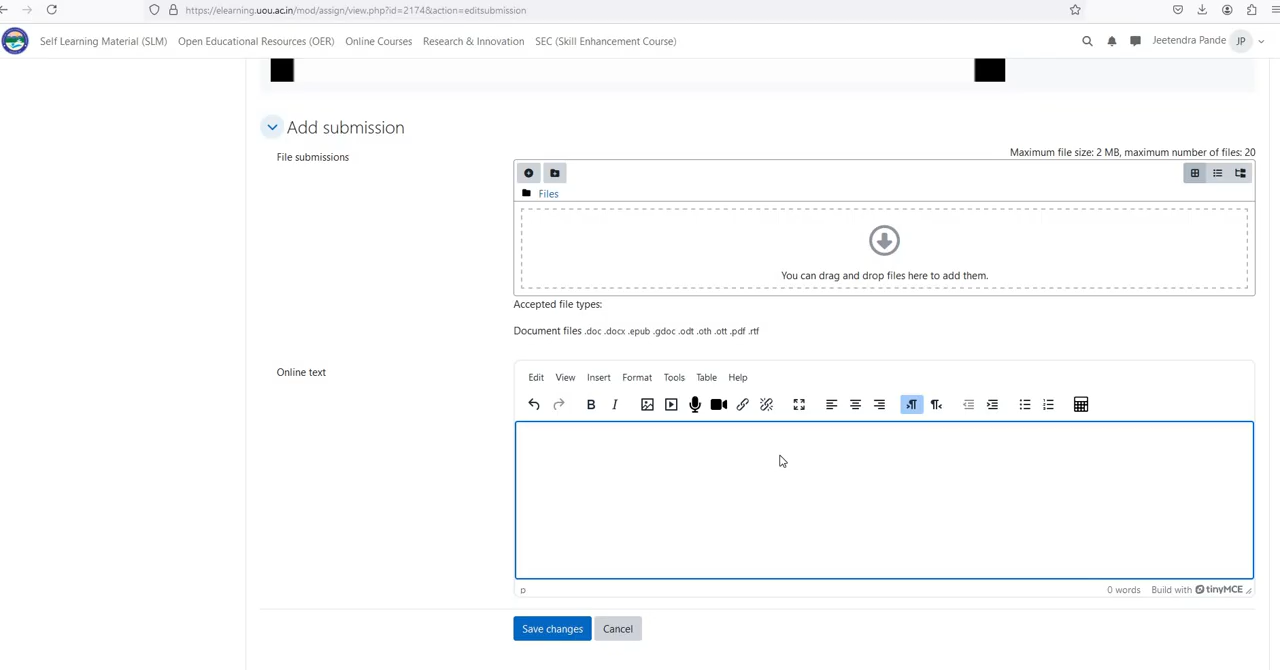 https://elearning.uou.ac.in/mod/assign/view.php?id=2174&action=editsubmission
Self Learning Material (SLM) Open Educational Resources (OER) Online Courses Research & Innovation SEC (Skill Enhancement Course) Jeetendra Pande JP
Add submission
File submissions
Maximum file size: 2 MB, maximum number of files: 20
Files
You can drag and drop files here to add them.
Accepted file types:
Document files .doc .docx .epub .gdoc .odt .oth .ott .pdf .rtf
Online text
Edit View Insert Format Tools Table Help
B I
p 0 words Build with tinyMCE
Save changes Cancel